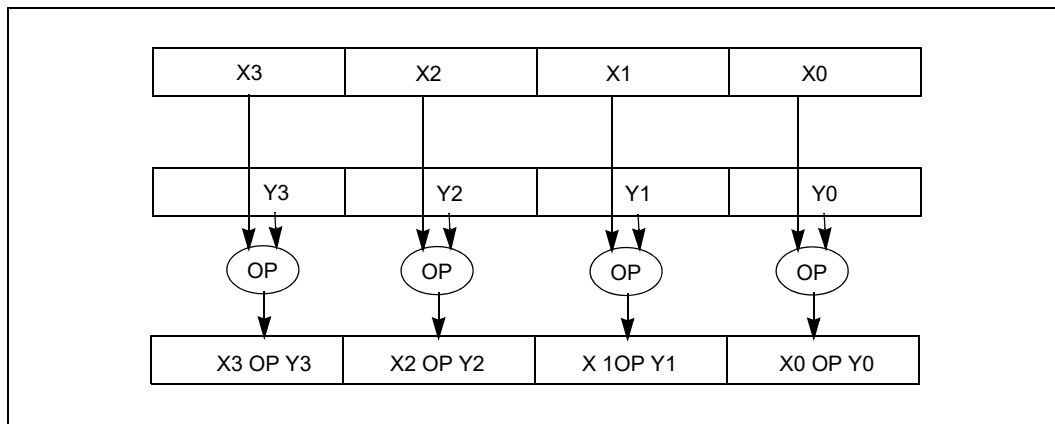 X3 X2 X1 X0
Y3 Y2 Y1 Y0
OP OP OP OP
X3 OP Y3 X2 OP Y2 X 1OP Y1 X0 OP Y0